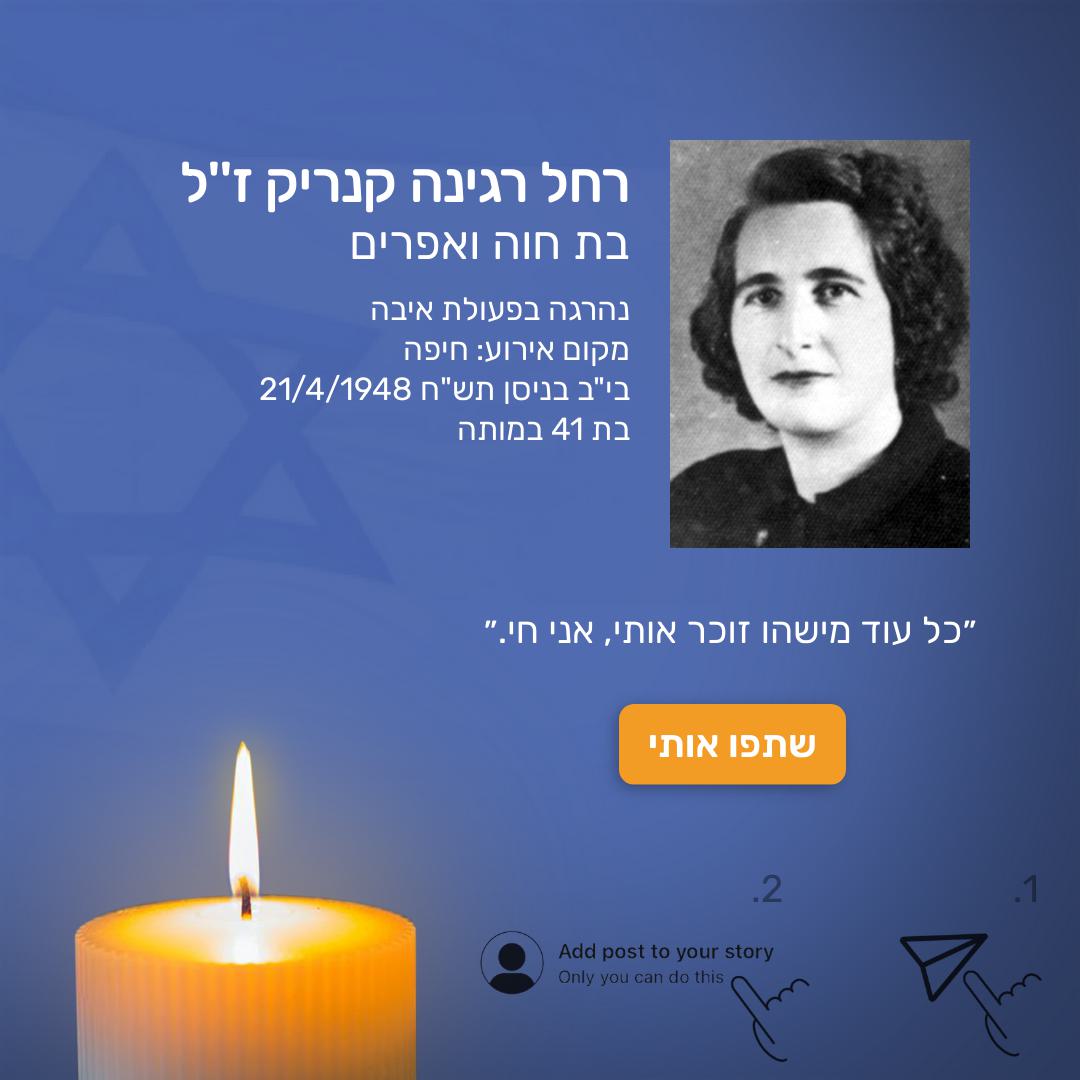 רחל רגינה קנריק ז"ל
בת חוה ואפרים
נהרגה בפעולת איבה
מקום אירוע: חיפה
בי"ב בניסן תש"ח 21/4/1948
בת 41 במותה
״כל עוד מישהו זוכר אותי, אני חי.״
שתפו אותי
1.
2.
Add post to your story
Only you can do this